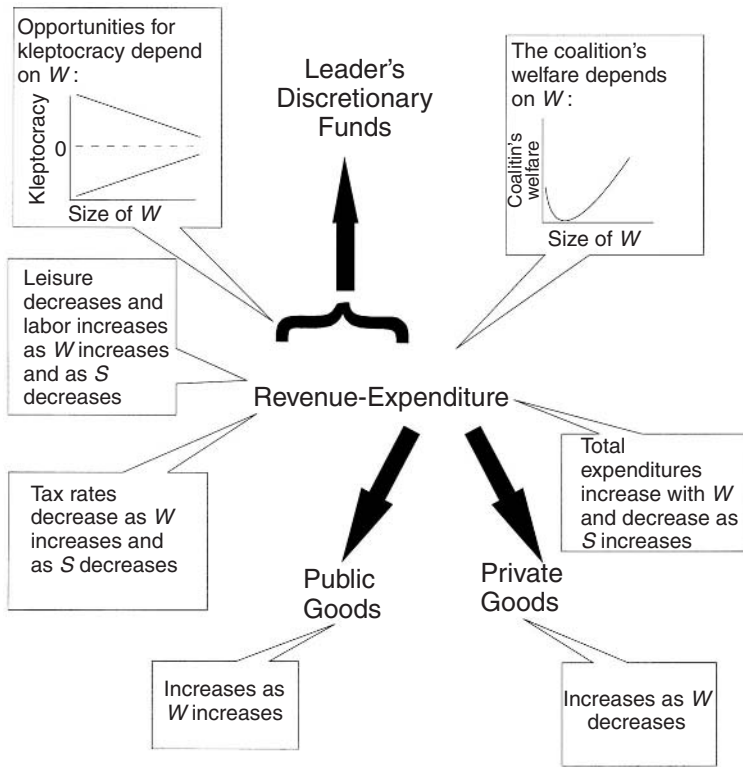 Opportunities for
kleptocracy depend
on W :
Kleptocracy
0
Size of W
Leader's
Discretionary
Funds
The coalition's
welfare depends
on W :
Coalitin's
welfare
Size of W
Leisure
decreases and
labor increases
as W increases
and as S
decreases
Revenue-Expenditure
Tax rates
decrease as W
increases and
as S decreases
Total
expenditures
increase with W
and decrease as
S increases
Public
Goods
Private
Goods
Increases as
W increases
Increases as W
decreases